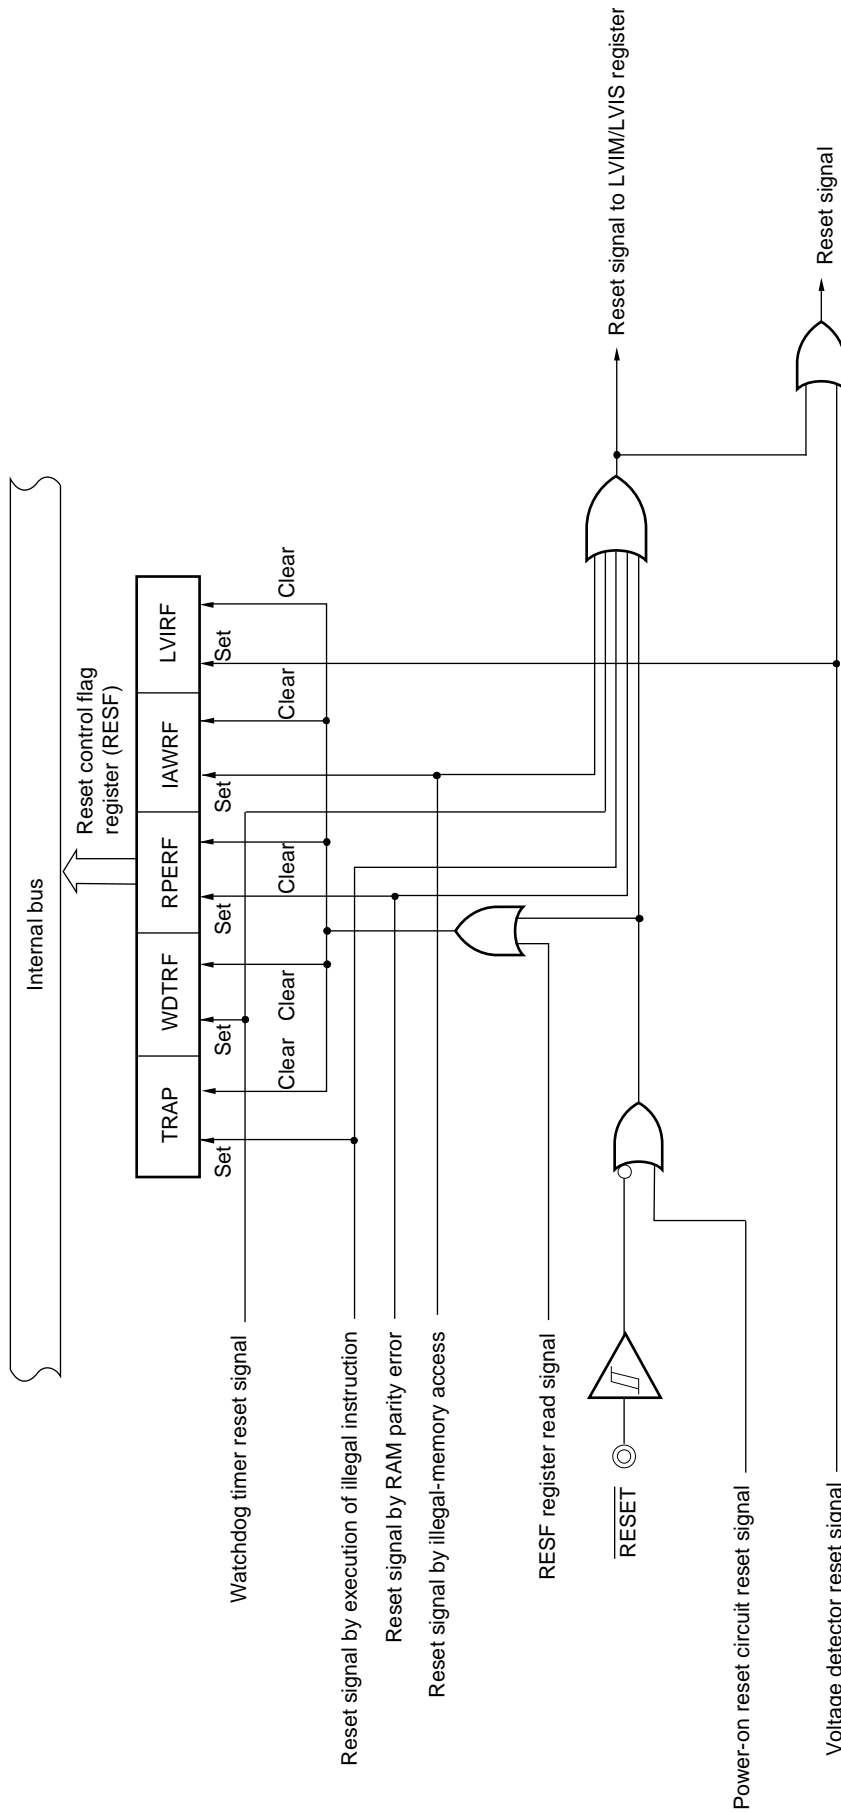 Internal bus
Reset control flag
register (RESF)
TRAP
WDTRF
RPERF
IAWRF
LVIRF
Set
Clear
Set
Clear
Set
Clear
Set
Clear
Set
Clear
Watchdog timer reset signal
Reset signal by execution of illegal instruction
Reset signal by RAM parity error
Reset signal by illegal-memory access
RESF register read signal
RESET
Power-on reset circuit reset signal
Voltage detector reset signal
Reset signal to LVIM/LVIS register
Reset signal